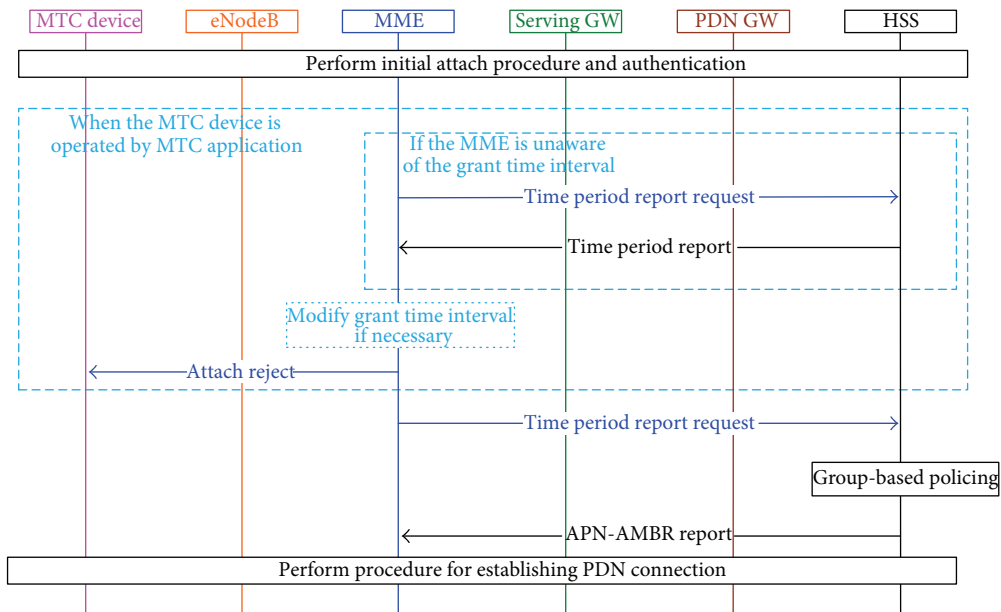 MTC device
eNodeB
MME
Serving GW
PDN GW
HSS
Perform initial attach procedure and authentication
When the MTC device is
operated by MTC application
If the MME is unaware
of the grant time interval
Time period report request
Time period report
Modify grant time interval
if necessary
Attach reject
Time period report request
Group-based policing
APN-AMBR report
Perform procedure for establishing PDN connection